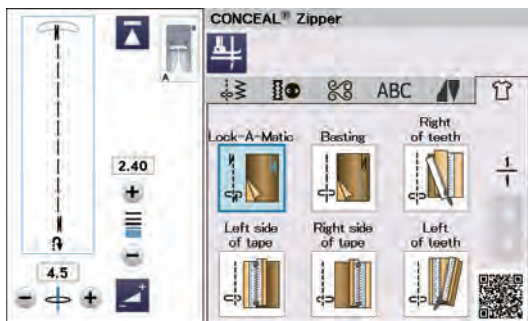 CONCEAL® Zipper
A
ABC
Lock-A-Matic
Basting
Right
of teeth
2.40
1
1
Left side
of tape
Right side
of tape
Left
of teeth
4.5